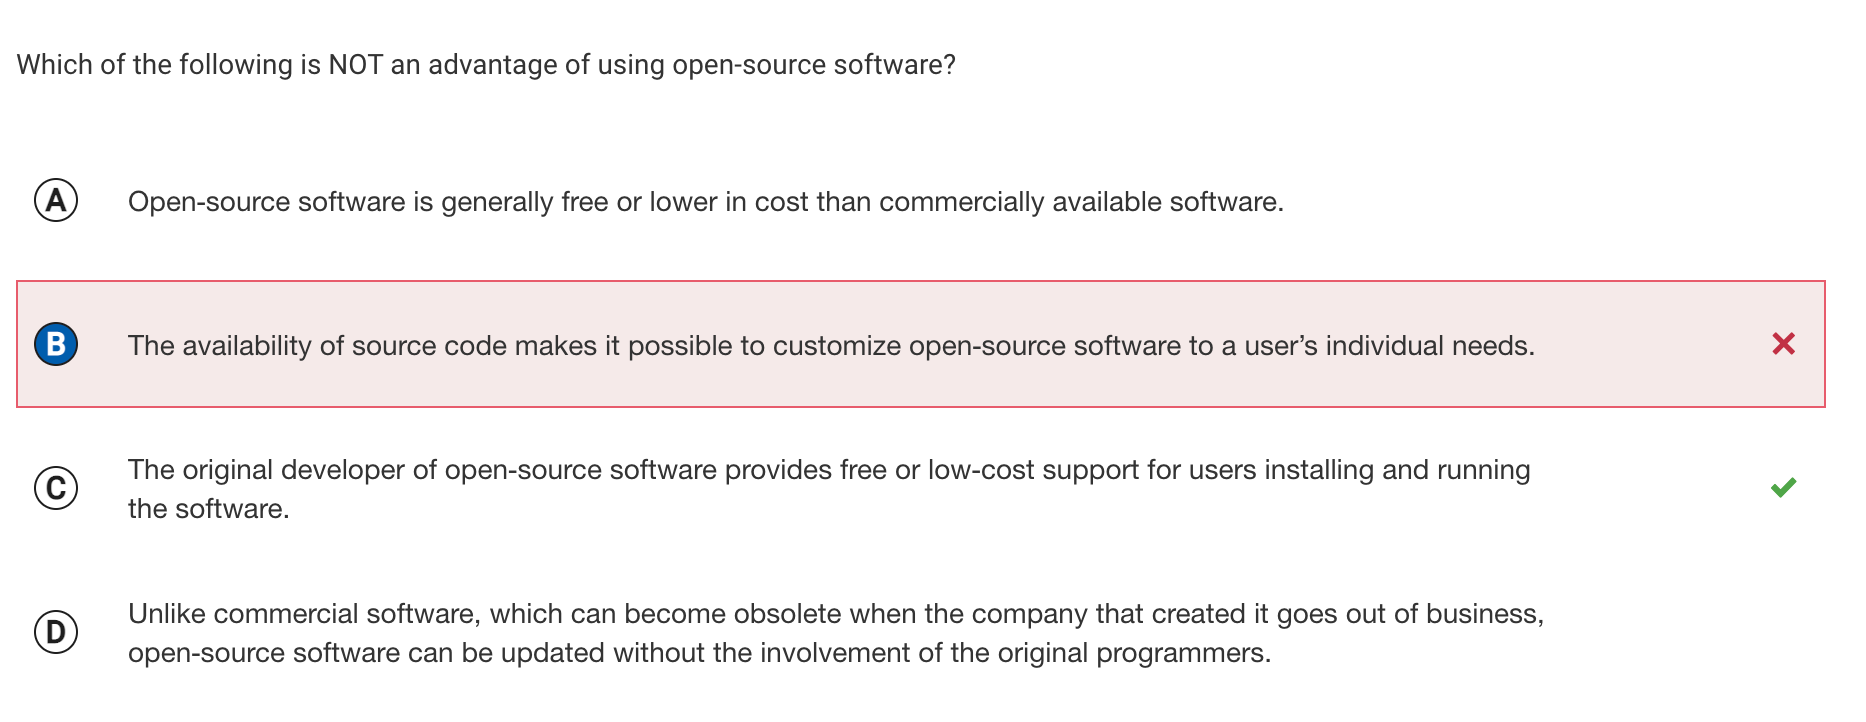 Which of the following is NOT an advantage of using open-source software?
A
Open-source software is generally free or lower in cost than commercially available software.
B
The availability of source code makes it possible to customize open-source software to a user’s individual needs.
C
The original developer of open-source software provides free or low-cost support for users installing and running
the software.
D
Unlike commercial software, which can become obsolete when the company that created it goes out of business,
open-source software can be updated without the involvement of the original programmers.